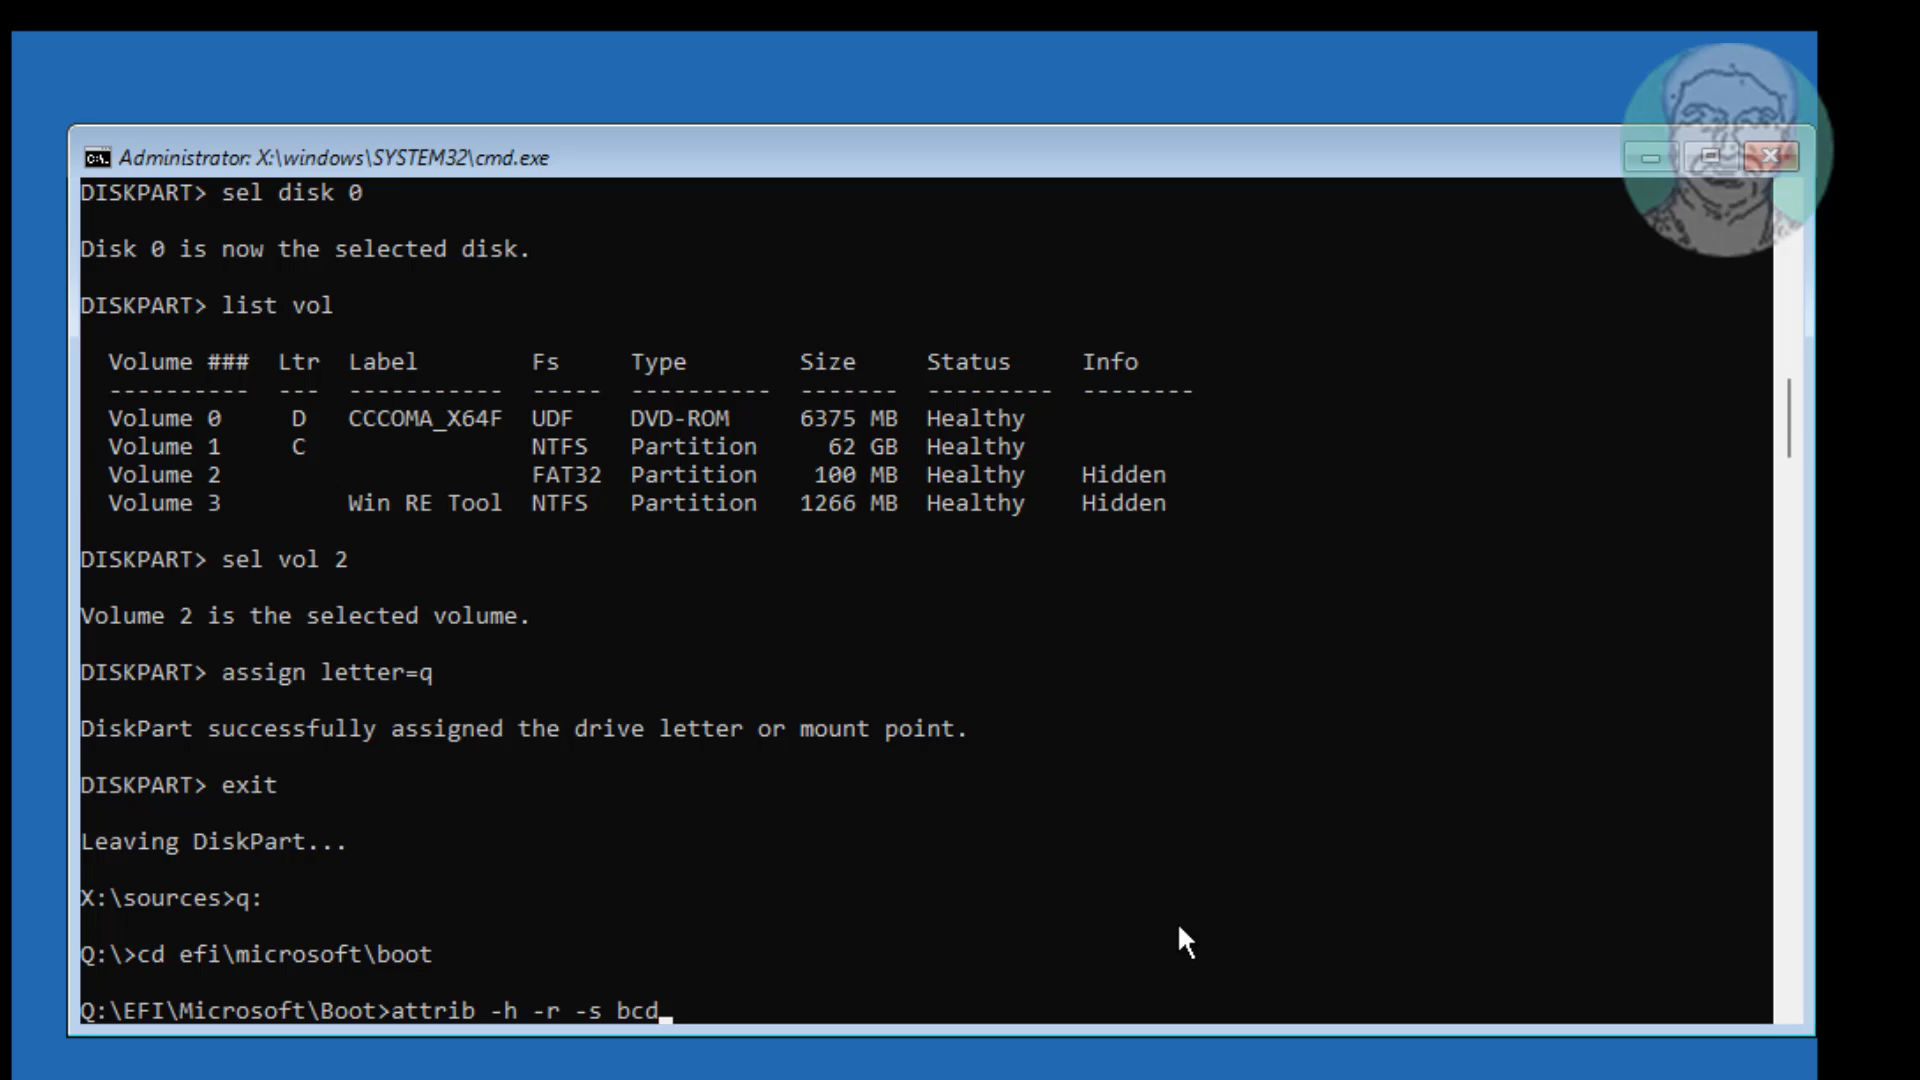 Administrator: X:\windows\SYSTEM32\cmd.exe
DISKPART> sel disk 0
Disk 0 is now the selected disk.
DISKPART> list vol
Volume ### Ltr Label Fs Type Size Status Info
---------- --- ----------- ----- ---------- ------- --------- --------
Volume 0 D CCCOMA_X64F UDF DVD-ROM 6375 MB Healthy
Volume 1 C NTFS Partition 62 GB Healthy
Volume 2 FAT32 Partition 100 MB Healthy Hidden
Volume 3 Win RE Tool NTFS Partition 1266 MB Healthy Hidden
DISKPART> sel vol 2
Volume 2 is the selected volume.
DISKPART> assign letter=q
DiskPart successfully assigned the drive letter or mount point.
DISKPART> exit
Leaving DiskPart...
X:\sources>q:
Q:\>cd efi\microsoft\boot
Q:\EFI\Microsoft\Boot>attrib -h -r -s bcd